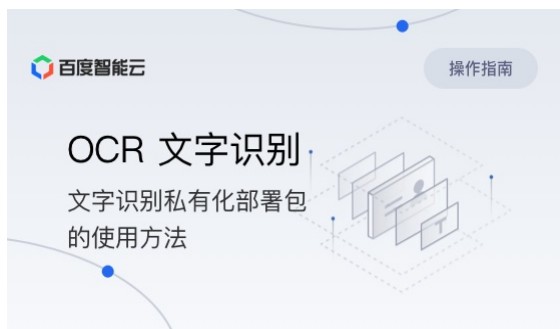 百度智能云
操作指南
OCR 文字识别
文字识别私有化部署包
的使用方法
T